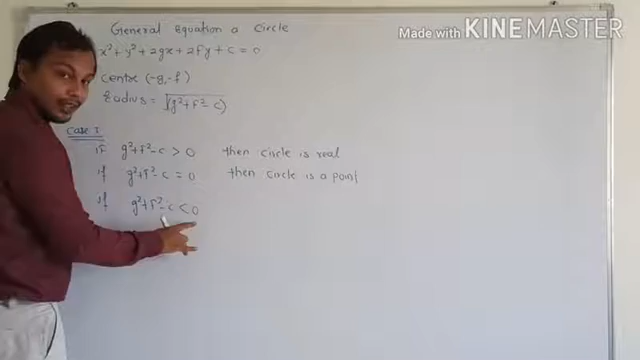 Made with KINEMASTER
General Equation a Circle
x²+y²+2gx+2fy+c=0
Centre (-g,-f)
Radius = √(g²+f²-c)
Case I
if g²+f²-c > 0 then circle is real
if g²+f²-c = 0 then circle is a point
if g²+f²-c < 0